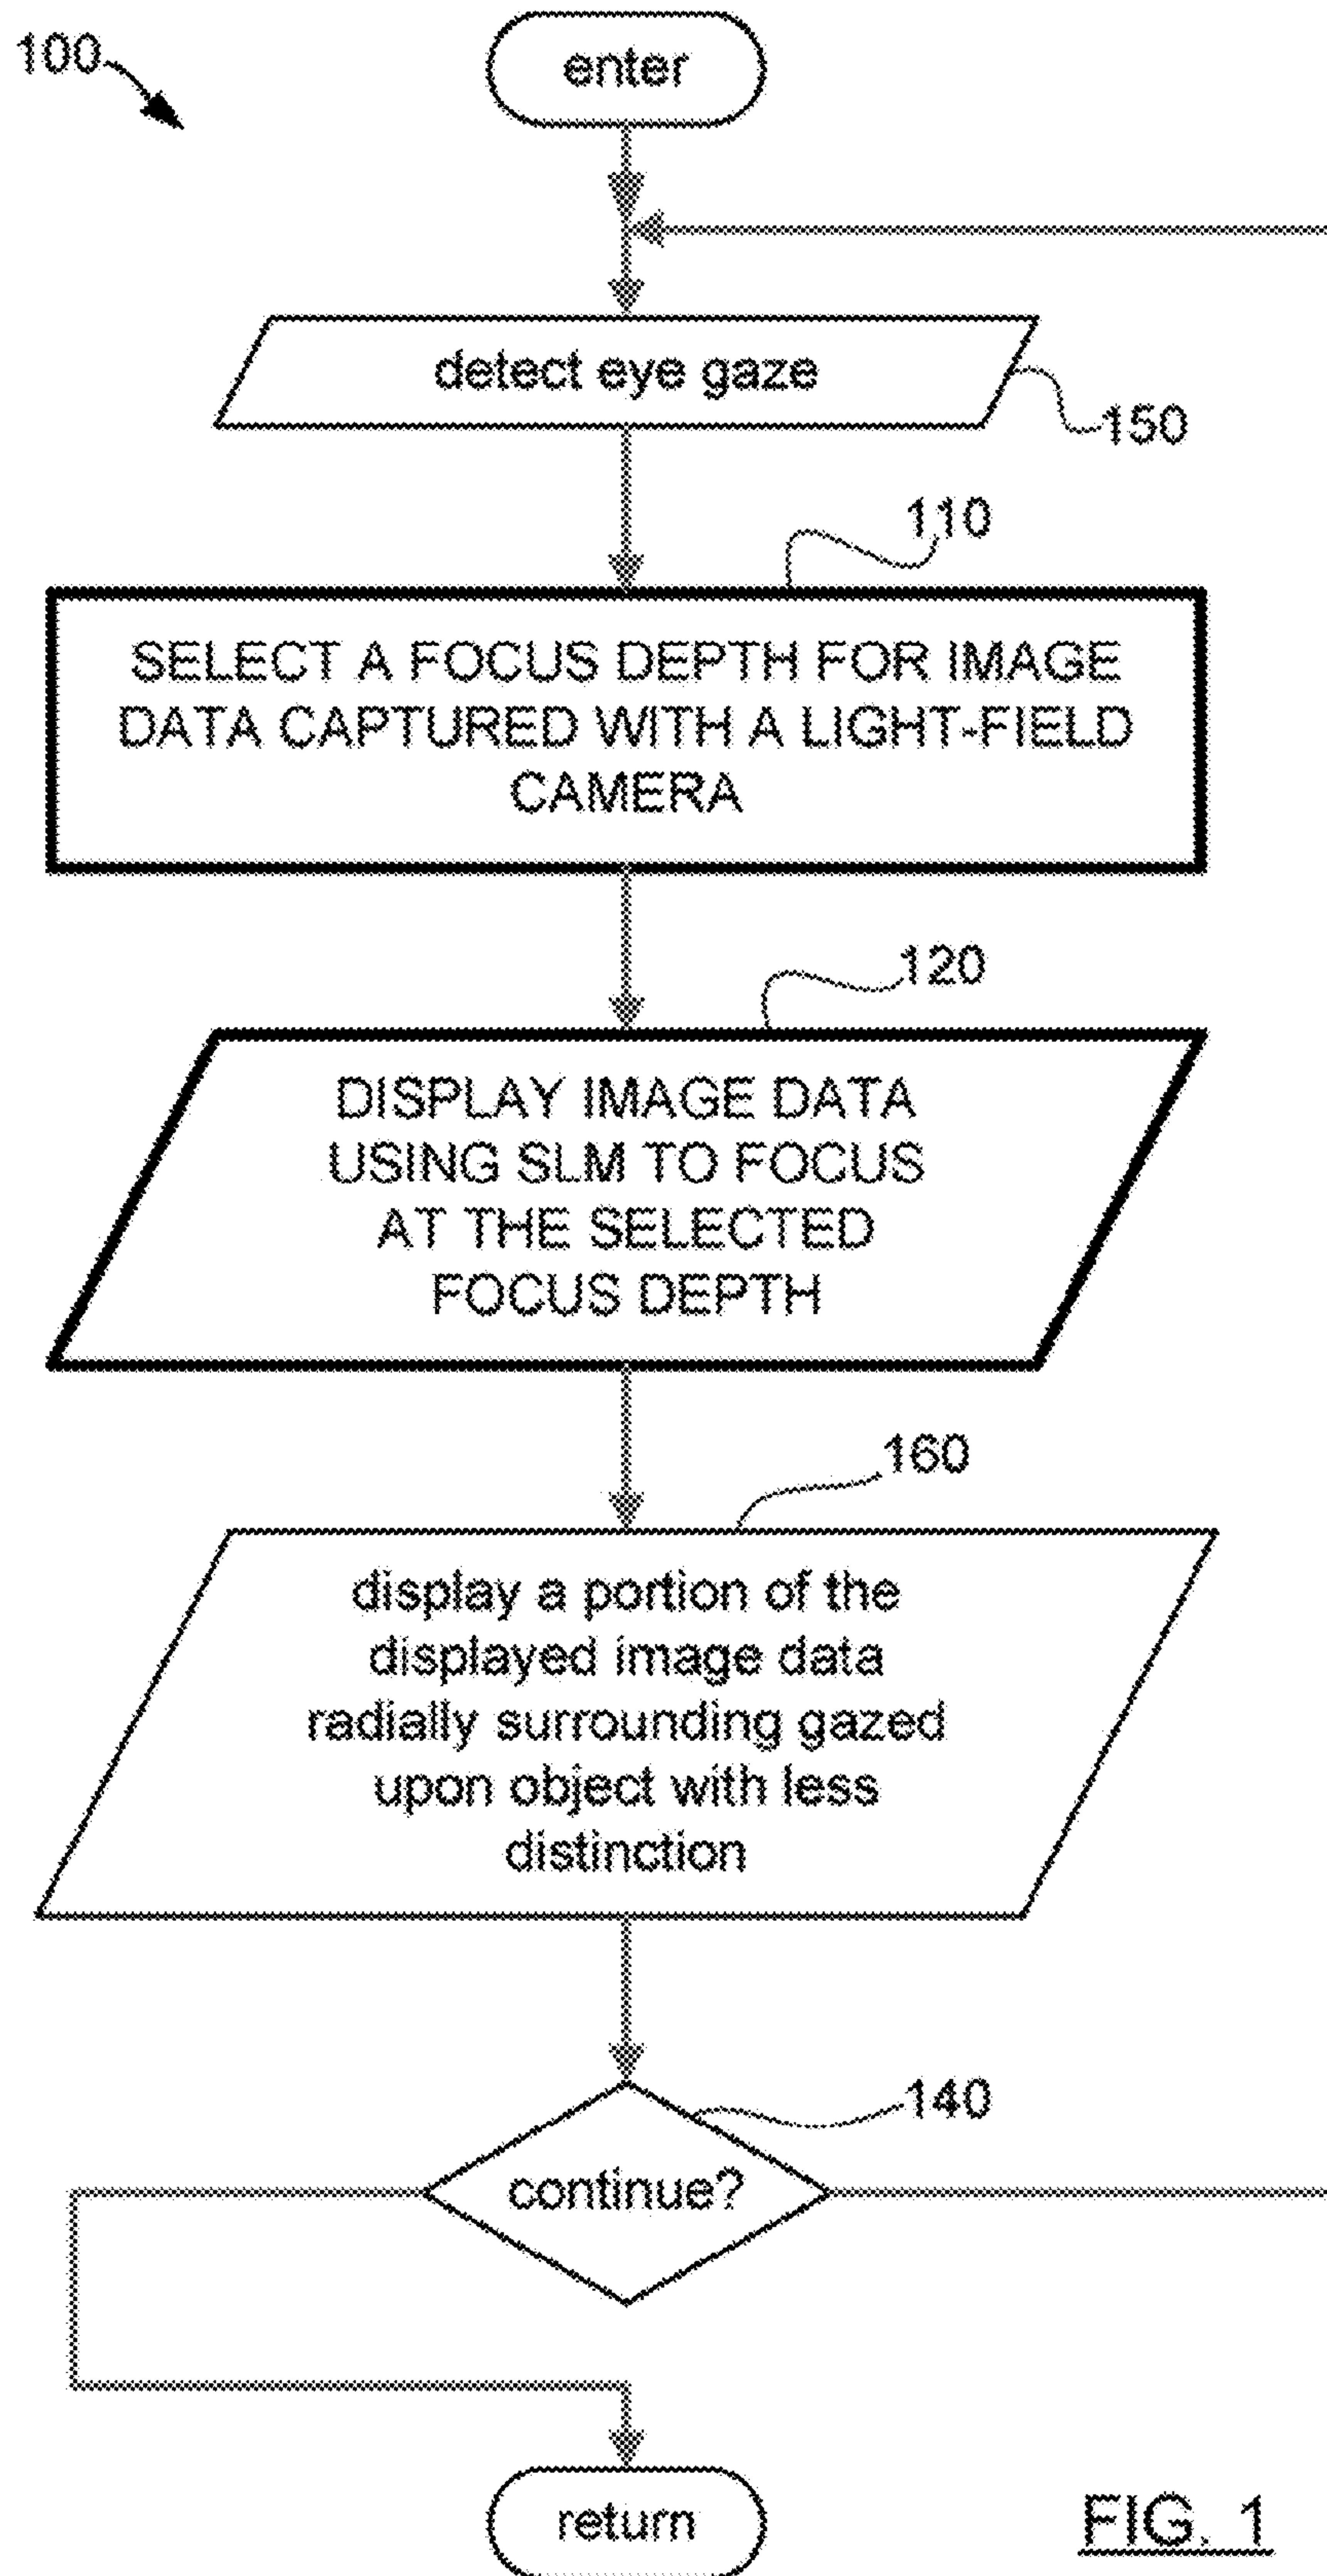 100
enter
detect eye gaze
150
110
SELECT A FOCUS DEPTH FOR IMAGE
DATA CAPTURED WITH A LIGHT-FIELD
CAMERA
120
DISPLAY IMAGE DATA
USING SLM TO FOCUS
AT THE SELECTED
FOCUS DEPTH
160
display a portion of the
displayed image data
radially surrounding gazed
upon object with less
distinction
140
continue?
return
FIG. 1